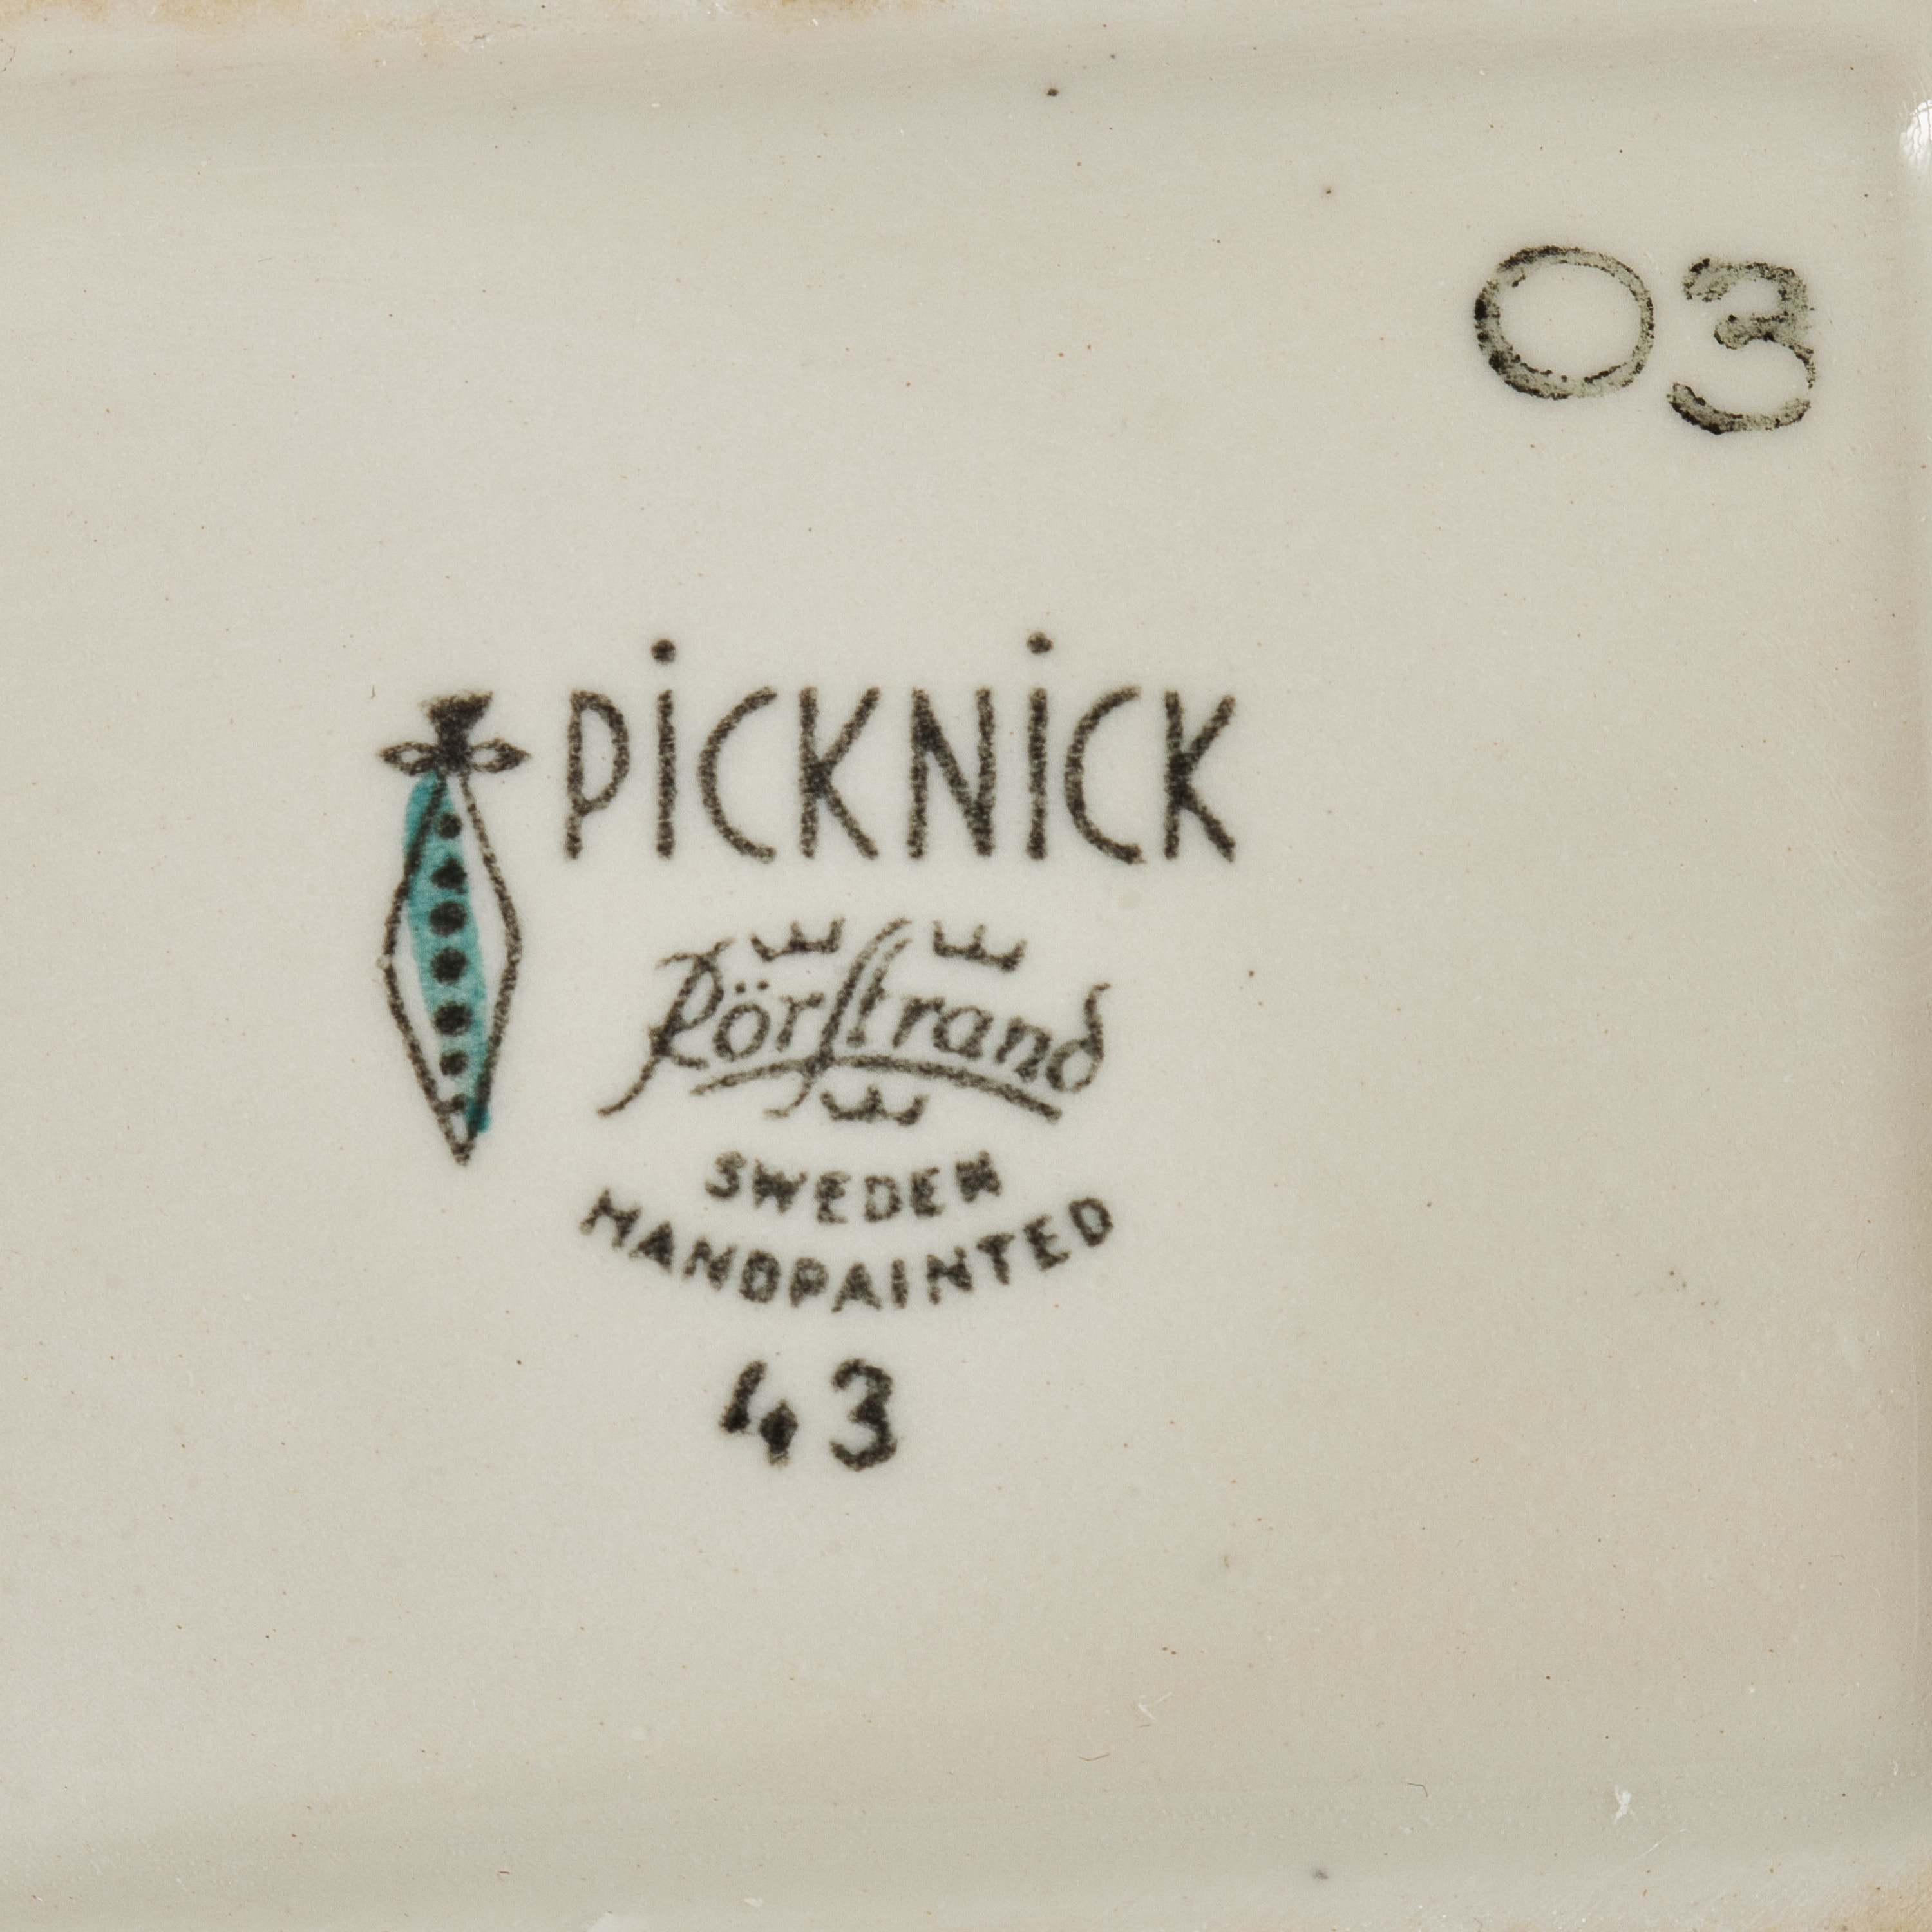 03
PiCKNiCK
Rörstrand
SWEDEN
HANDPAINTED
43